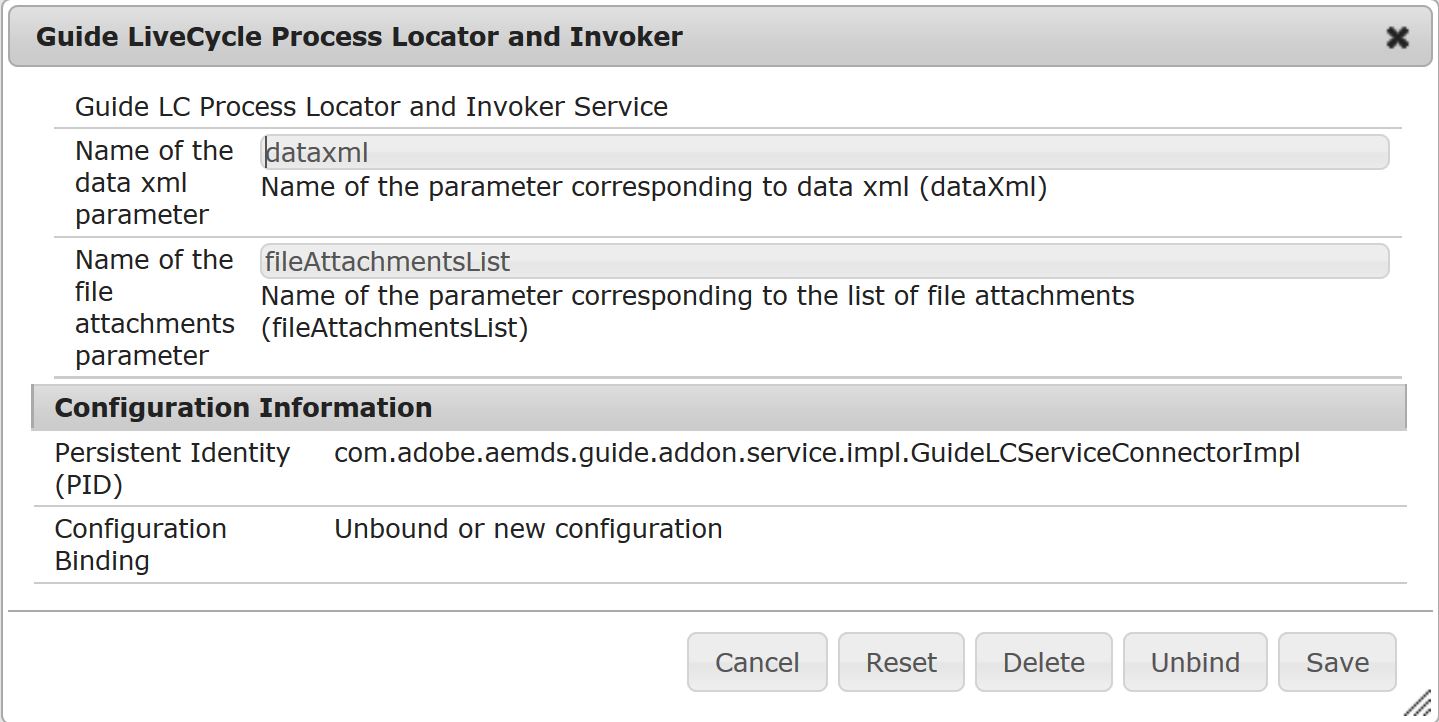 Guide LiveCycle Process Locator and Invoker
Guide LC Process Locator and Invoker Service
Name of the
data xml
parameter
dataxml
Name of the parameter corresponding to data xml (dataXml)
Name of the
file
attachments
parameter
fileAttachmentsList
Name of the parameter corresponding to the list of file attachments
(fileAttachmentsList)
Configuration Information
Persistent Identity
(PID)
com.adobe.aemds.guide.addon.service.impl.GuideLCServiceConnectorImpl
Configuration
Binding
Unbound or new configuration
Cancel
Reset
Delete
Unbind
Save